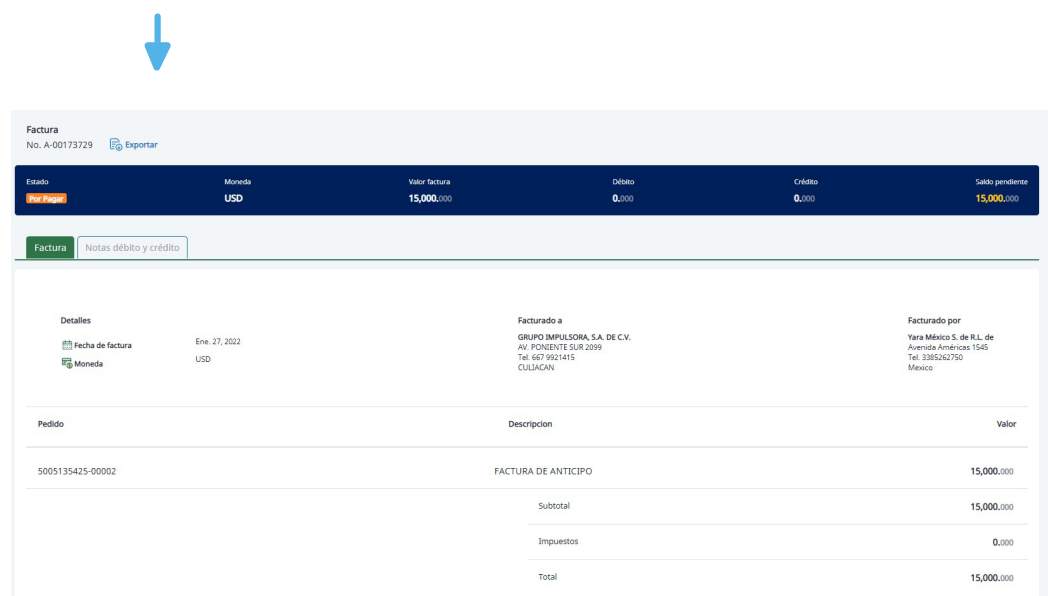 Factura
No. A-00173729 Exportar
Estado Moneda Valor factura Débito Crédito Saldo pendiente
Por Pagar USD 15,000.000 0.000 0.000 15,000.000
Factura Notas débito y crédito
Detalles Facturado a Facturado por
Fecha de factura Ene. 27, 2022
Moneda USD
GRUPO IMPULSORA, S.A. DE C.V.
AV. PONIENTE SUR 2099
Tel. 667 9921415
CULIACAN
Yara México S. de R.L. de
Avenida Américas 1545
Tel. 3385262750
Mexico
Pedido Descripcion Valor
5005135425-00002 FACTURA DE ANTICIPO 15,000.000
Subtotal 15,000.000
Impuestos 0.000
Total 15,000.000